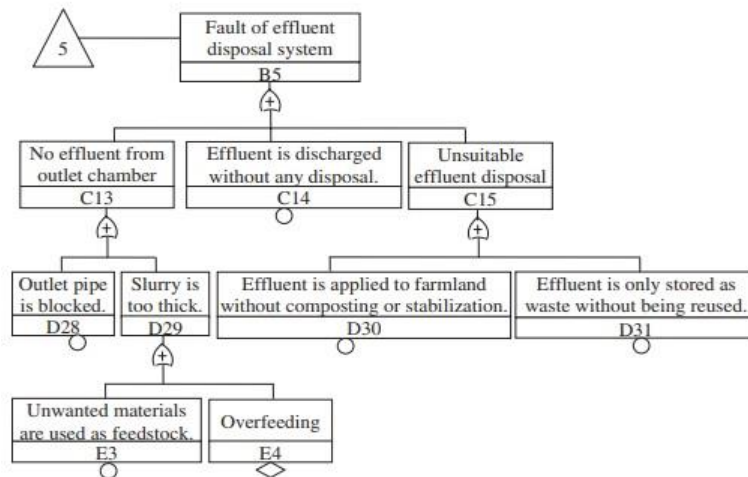 5
Fault of effluent
disposal system
B5
+
No effluent from
outlet chamber
C13
Effluent is discharged
without any disposal.
C14
Unsuitable
effluent disposal
C15
+
+
Outlet pipe
is blocked.
D28
Slurry is
too thick.
D29
Effluent is applied to farmland
without composting or stabilization.
D30
Effluent is only stored as
waste without being reused.
D31
+
Unwanted materials
are used as feedstock.
E3
Overfeeding
E4